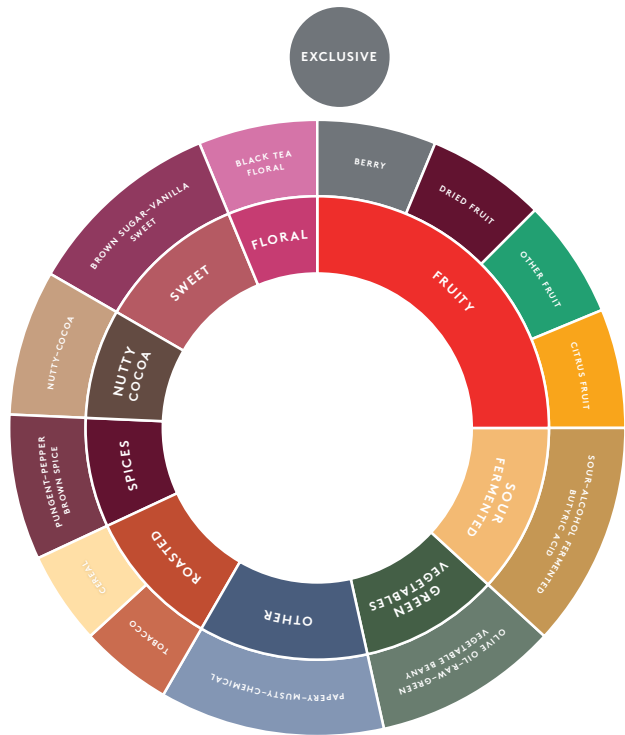 EXCLUSIVE
BERRY
DRIED FRUIT
OTHER FRUIT
CITRUS FRUIT
FRUITY
SOUR
FERMENTED
SOUR–ALCOHOL FERMENTED
BUTYRIC ACID
GREEN
VEGETABLES
OLIVE OIL–RAW–GREEN
VEGETABLE BEANY
OTHER
PAPERY–MUSTY–CHEMICAL
ROASTED
TOBACCO
CEREAL
SPICES
PUNGENT–PEPPER
BROWN SPICE
NUTTY
COCOA
NUTTY–COCOA
SWEET
BROWN SUGAR–VANILLA
SWEET
FLORAL
BLACK TEA
FLORAL